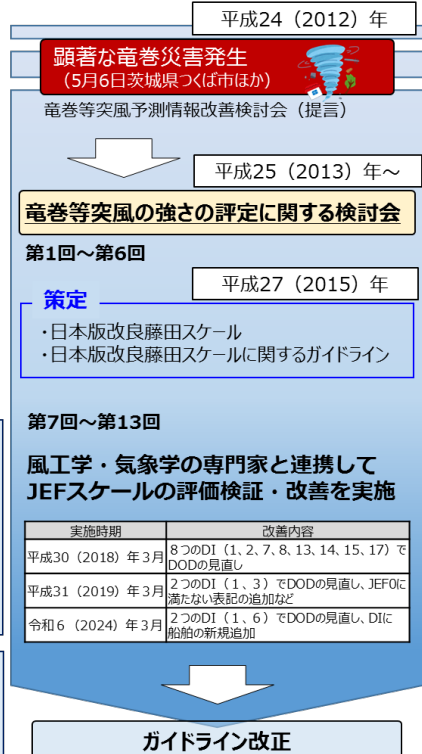 平成24（2012）年
顕著な竜巻災害発生
（5月6日茨城県つくば市ほか）
竜巻等突風予測情報改善検討会（提言）
平成25（2013）年～
竜巻等突風の強さの評定に関する検討会
第1回～第6回
平成27（2015）年
策定
・日本版改良藤田スケール
・日本版改良藤田スケールに関するガイドライン
第7回～第13回
風工学・気象学の専門家と連携して
JEFスケールの評価検証・改善を実施
実施時期 改善内容
平成30（2018）年3月 8つのDI（1、2、7、8、13、14、15、17）で
DODの見直し
平成31（2019）年3月 2つのDI（1、3）でDODの見直し、JEF0に
満たない表記の追加など
令和6（2024）年3月 2つのDI（1、6）でDODの見直し、DIに
船舶の新規追加
ガイドライン改正